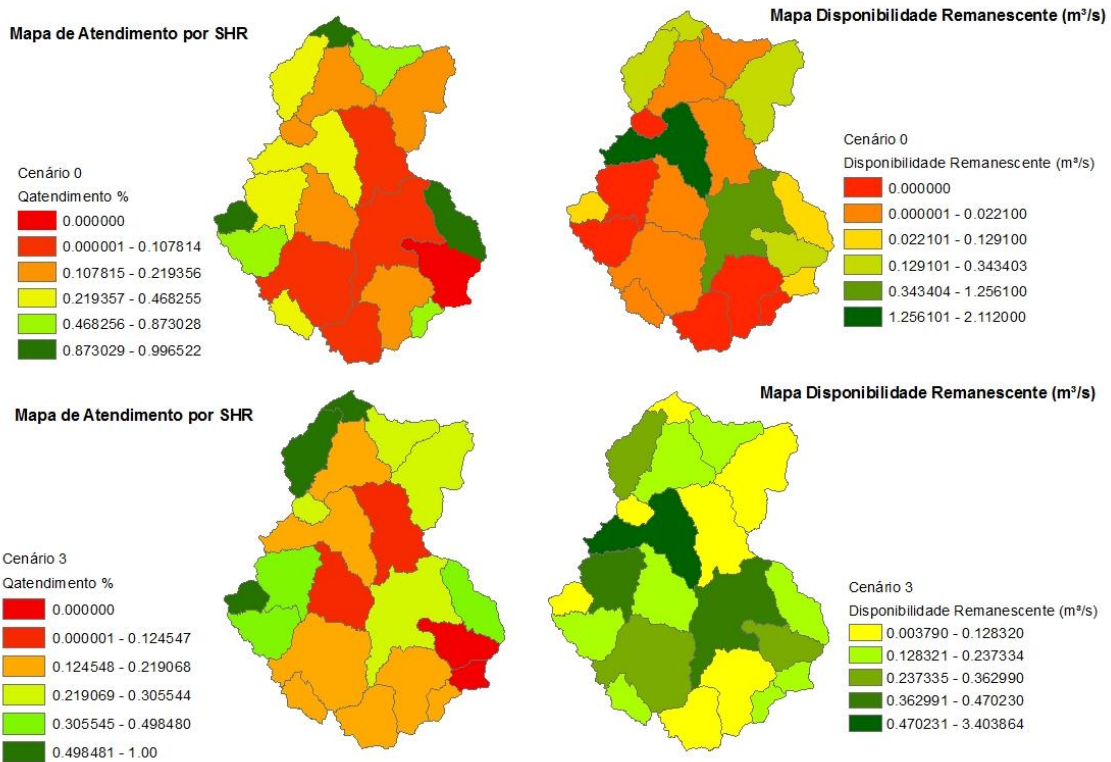 Mapa de Atendimento por SHR
Cenário 0
Qatendimento %
0.000000
0.000001 - 0.107814
0.107815 - 0.219356
0.219357 - 0.468255
0.468256 - 0.873028
0.873029 - 0.996522
Mapa Disponibilidade Remanescente (m³/s)
Cenário 0
Disponibilidade Remanescente (m³/s)
0.000000
0.000001 - 0.022100
0.022101 - 0.129100
0.129101 - 0.343403
0.343404 - 1.256100
1.256101 - 2.112000
Mapa de Atendimento por SHR
Cenário 3
Qatendimento %
0.000000
0.000001 - 0.124547
0.124548 - 0.219068
0.219069 - 0.305544
0.305545 - 0.498480
0.498481 - 1.00
Mapa Disponibilidade Remanescente (m³/s)
Cenário 3
Disponibilidade Remanescente (m³/s)
0.003790 - 0.128320
0.128321 - 0.237334
0.237335 - 0.362990
0.362991 - 0.470230
0.470231 - 3.403864